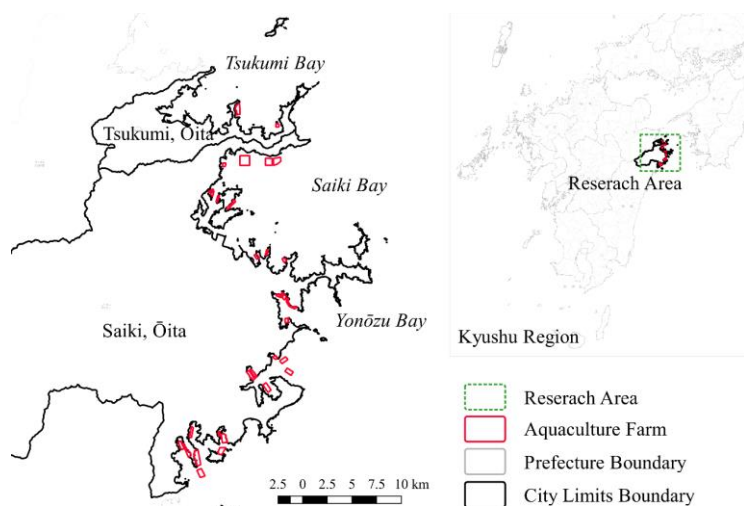 Tsukumi Bay
Tsukumi, Ōita
Saiki Bay
Saiki, Ōita
Yonōzu Bay
2.5 0 2.5 5 7.5 10 km
Reserach Area
Kyushu Region
Reserach Area
Aquaculture Farm
Prefecture Boundary
City Limits Boundary